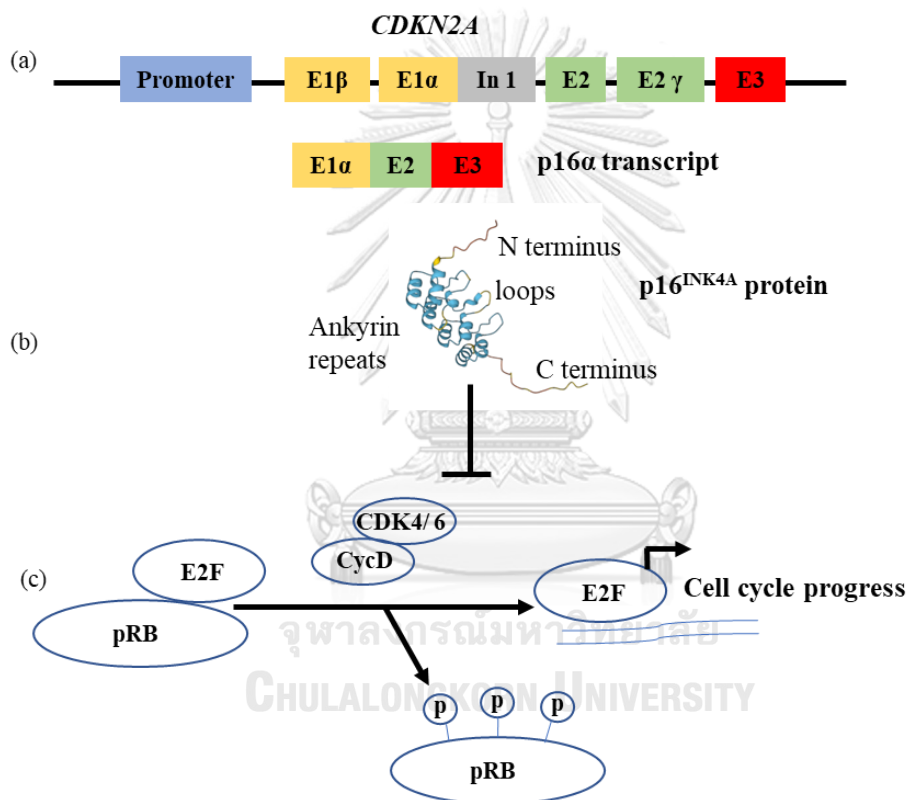 CDKN2A
(a)
Promoter E1β E1α In 1 E2 E2 γ E3
E1α E2 E3 p16α transcript
(b)
N terminus
loops
p16INK4A protein
Ankyrin
repeats
C terminus
(c)
CDK4/ 6
CycD
E2F
pRB
E2F
Cell cycle progress
จุฬาลงกรณ์มหาวิทยาลัย
CHULALONGKORN UNIVERSITY
p p p
pRB